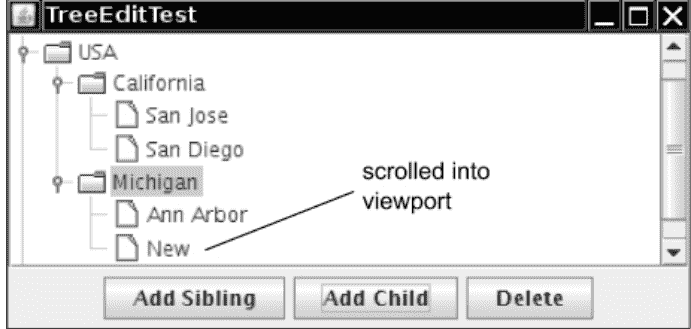 TreeEditTest
USA
California
San Jose
San Diego
Michigan
Ann Arbor
New
scrolled into
viewport
Add Sibling
Add Child
Delete